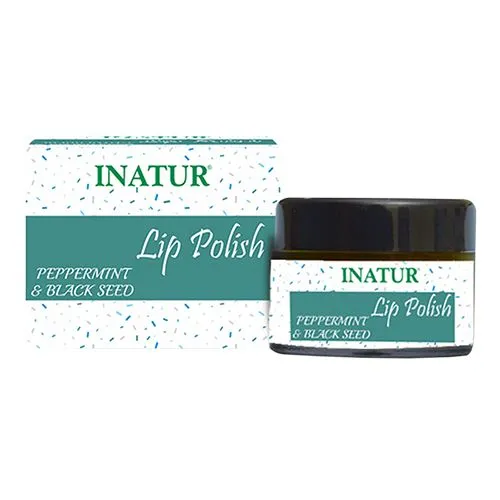 INATUR®
Lip Polish
PEPPERMINT
& BLACK SEED
INATUR®
Lip Polish
PEPPERMINT
& BLACK SEED